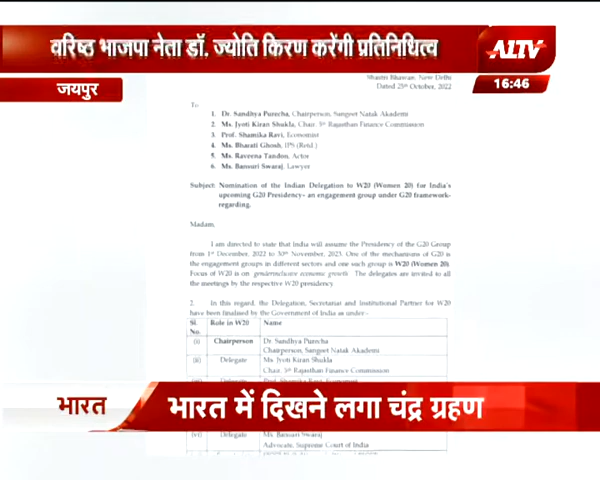 वरिष्ठ भाजपा नेता डॉ. ज्योति किरण करेंगी प्रतिनिधित्व
ALTV
जयपुर
16:46
Shastri Bhawan, New Delhi
Dated 25th October, 2022
To
1. Dr. Sandhya Purecha, Chairperson, Sangeet Natak Akademi
2. Ms. Jyoti Kiran Shukla, Chair, 5th Rajasthan Finance Commission
3. Prof. Shamika Ravi, Economist
4. Ms. Bharati Ghosh, IPS (Retd.)
5. Ms. Raveena Tandon, Actor
6. Ms. Bansuri Swaraj, Lawyer
Subject: Nomination of the Indian Delegation to W20 (Women 20) for India's
upcoming G20 Presidency- an engagement group under G20 framework-
regarding.
Madam,
I am directed to state that India will assume the Presidency of the G20 Group
from 1st December, 2022 to 30th November, 2023. One of the mechanisms of G20 is
the engagement groups in different sectors and one such group is W20 (Women 20).
Focus of W20 is on genderinclusive economic growth. The delegates are invited to all
the meetings by the respective W20 presidency.
2. In this regard, the Delegation, Secretariat and Institutional Partner for W20
have been finalised by the Government of India as under:-
Sl. No. Role in W20 Name
(i) Chairperson Dr. Sandhya Purecha
Chairperson, Sangeet Natak Akademi
(ii) Delegate Ms. Jyoti Kiran Shukla
Chair, 5th Rajasthan Finance Commission
भारत
भारत में दिखने लगा चंद्र ग्रहण
(vi) Delegate Ms. Bansuri Swaraj
Advocate, Supreme Court of India